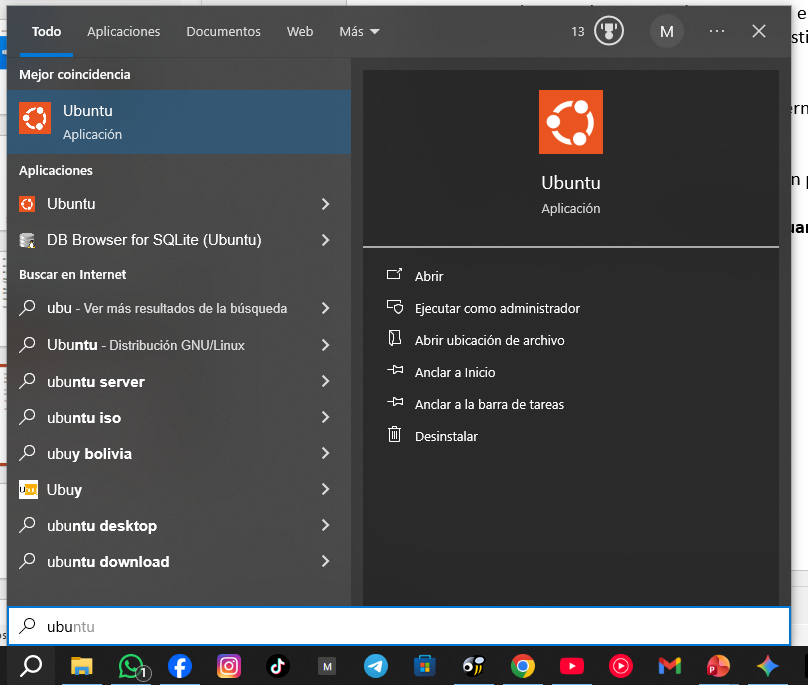 Todo Aplicaciones Documentos Web Más 13 M ...
Mejor coincidencia
Ubuntu
Aplicación
Aplicaciones
Ubuntu
DB Browser for SQLite (Ubuntu)
Buscar en Internet
ubu - Ver más resultados de la búsqueda
Ubuntu - Distribución GNU/Linux
ubuntu server
ubuntu iso
ubuy bolivia
Ubuy
ubuntu desktop
ubuntu download
Ubuntu
Aplicación
Abrir
Ejecutar como administrador
Abrir ubicación de archivo
Anclar a Inicio
Anclar a la barra de tareas
Desinstalar
ubuntu
1
M